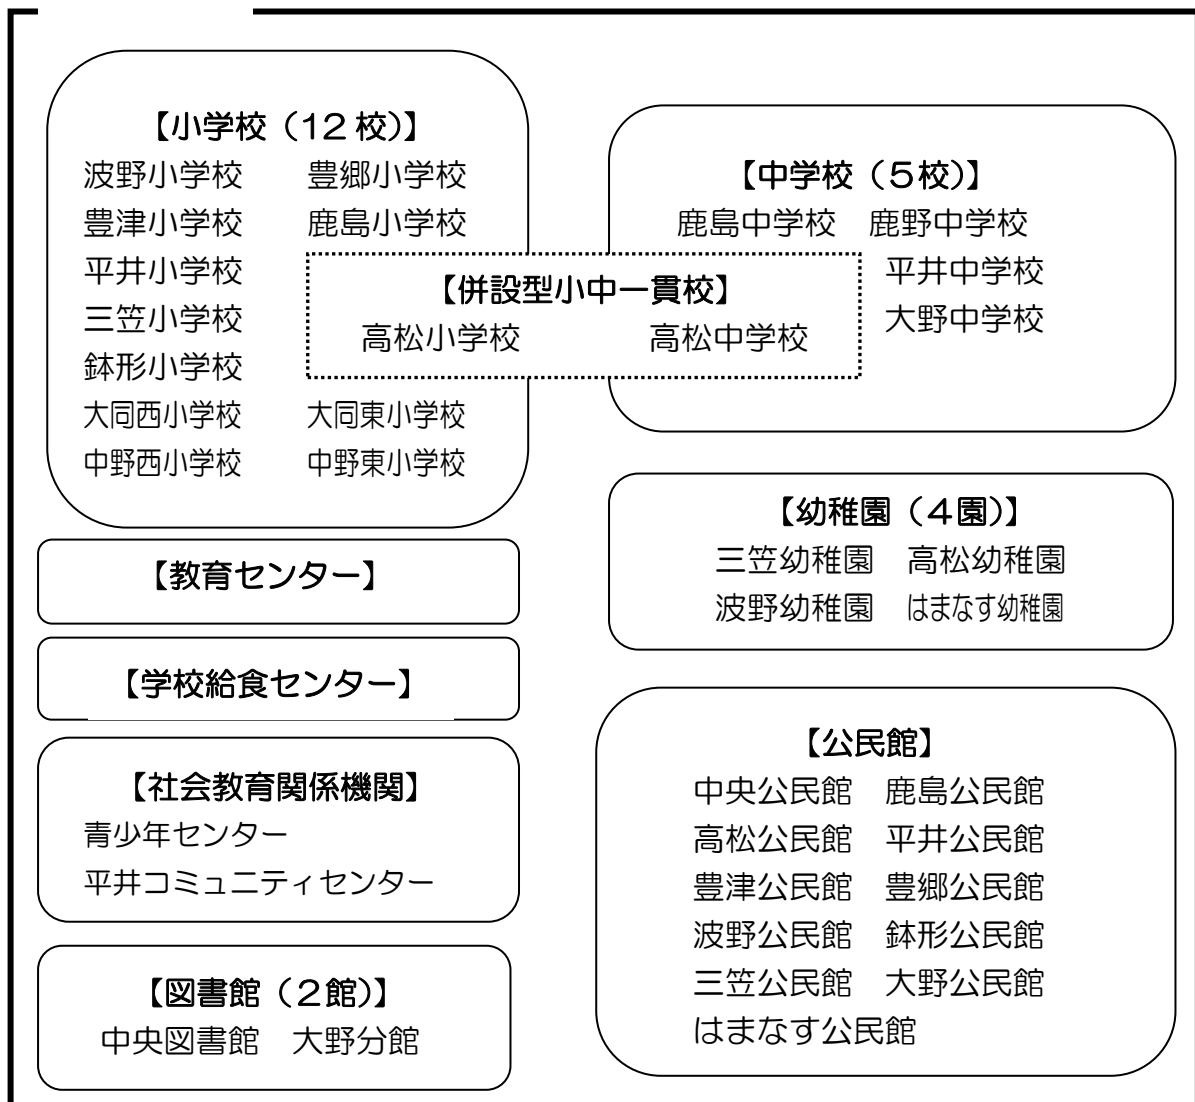 【小学校（12校）】
波野小学校　豊郷小学校
豊津小学校　鹿島小学校
平井小学校
三笠小学校
鉢形小学校
大同西小学校　大同東小学校
中野西小学校　中野東小学校
【併設型小中一貫校】
高松小学校　高松中学校
【中学校（５校）】
鹿島中学校　鹿野中学校
平井中学校
大野中学校
【幼稚園（４園）】
三笠幼稚園　高松幼稚園
波野幼稚園　はまなす幼稚園
【教育センター】
【学校給食センター】
【社会教育関係機関】
青少年センター
平井コミュニティセンター
【図書館（２館）】
中央図書館　大野分館
【公民館】
中央公民館　鹿島公民館
高松公民館　平井公民館
豊津公民館　豊郷公民館
波野公民館　鉢形公民館
三笠公民館　大野公民館
はまなす公民館